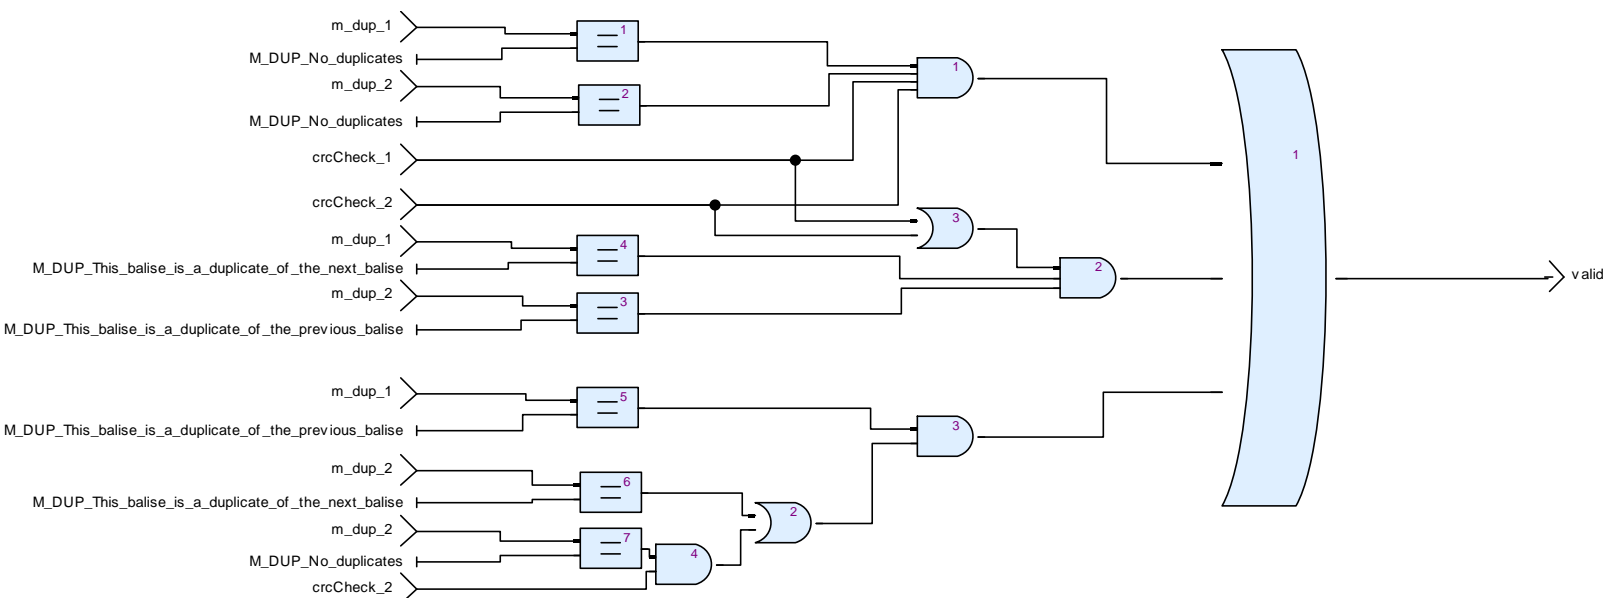 m_dup_1
1
M_DUP_No_duplicates
1
m_dup_2
2
M_DUP_No_duplicates
crcCheck_1
1
crcCheck_2
3
m_dup_1
4
M_DUP_This_balise_is_a_duplicate_of_the_next_balise
2
valid
m_dup_2
3
M_DUP_This_balise_is_a_duplicate_of_the_previous_balise
m_dup_1
5
M_DUP_This_balise_is_a_duplicate_of_the_previous_balise
3
m_dup_2
6
M_DUP_This_balise_is_a_duplicate_of_the_next_balise
2
m_dup_2
7
M_DUP_No_duplicates
4
crcCheck_2